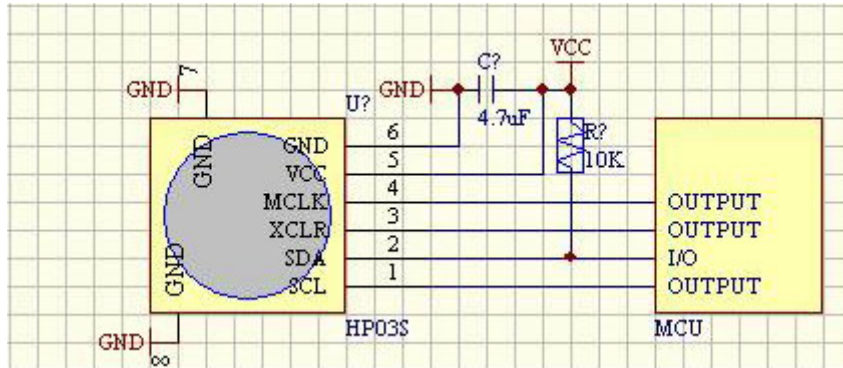 VCC
C?
7
GND
GND
U?
4.7uF
R?
10K
GND
6
GND
5
VCC
4
MCLK
OUTPUT
3
XCLR
OUTPUT
2
SDA
I/O
1
GND
SCL
OUTPUT
HP03S
MCU
GND
8